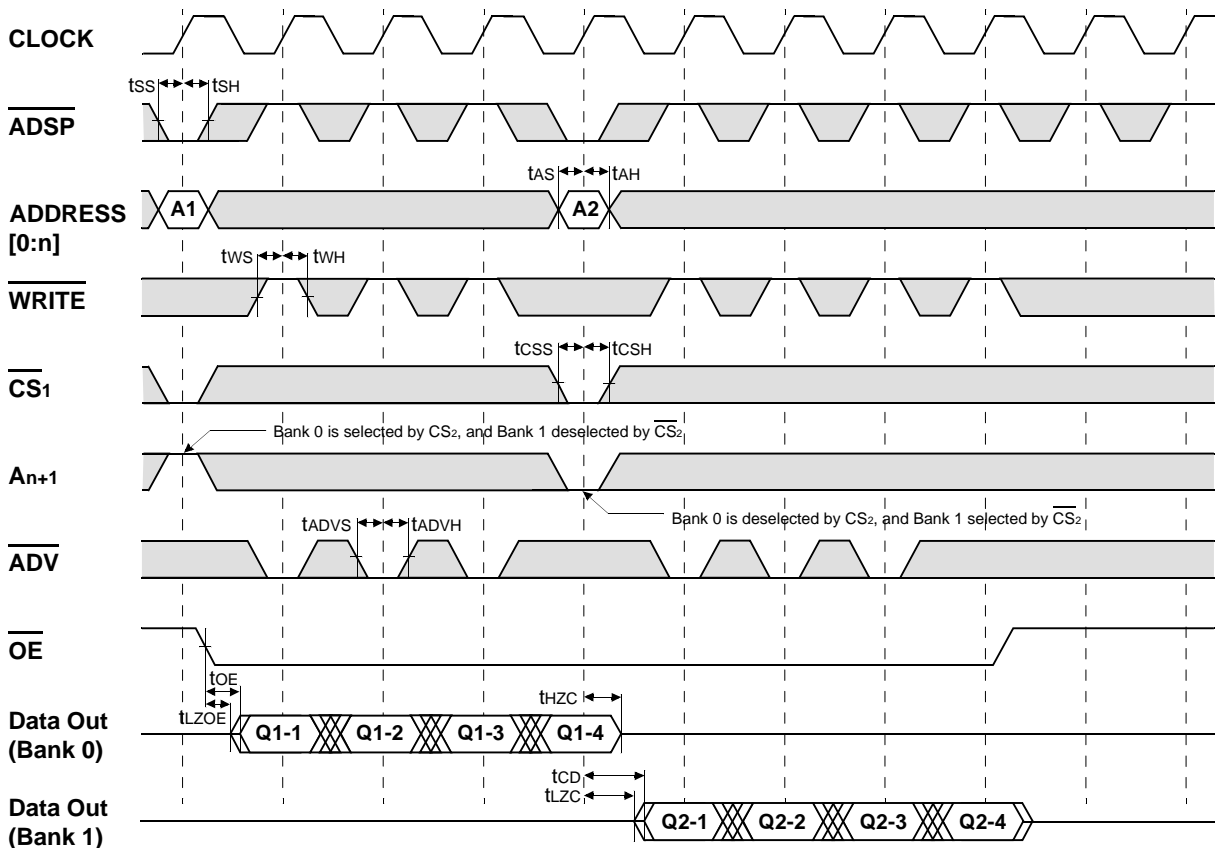 CLOCK
tSS tSH
ADSP
tAS tAH
ADDRESS
[0:n]
A1 A2
tWS tWH
WRITE
tCSS tCSH
CS1
Bank 0 is selected by CS2, and Bank 1 deselected by CS2
An+1
Bank 0 is deselected by CS2, and Bank 1 selected by CS2
tADVS tADVH
ADV
OE
tOE
tLZOE
tHZC
Data Out
(Bank 0)
Q1-1 Q1-2 Q1-3 Q1-4
tCD
tLZC
Data Out
(Bank 1)
Q2-1 Q2-2 Q2-3 Q2-4